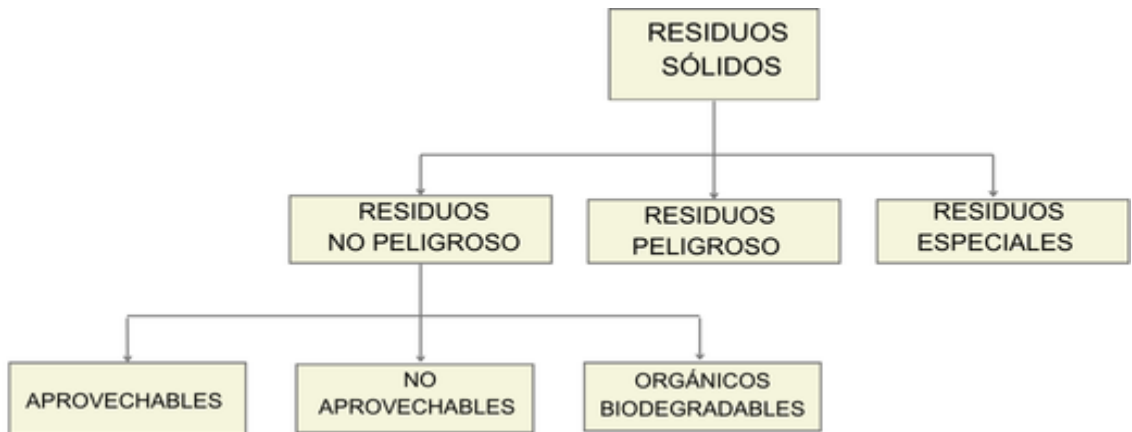 RESIDUOS
SÓLIDOS
RESIDUOS
NO PELIGROSO
RESIDUOS
PELIGROSO
RESIDUOS
ESPECIALES
APROVECHABLES
NO
APROVECHABLES
ORGÁNICOS
BIODEGRADABLES